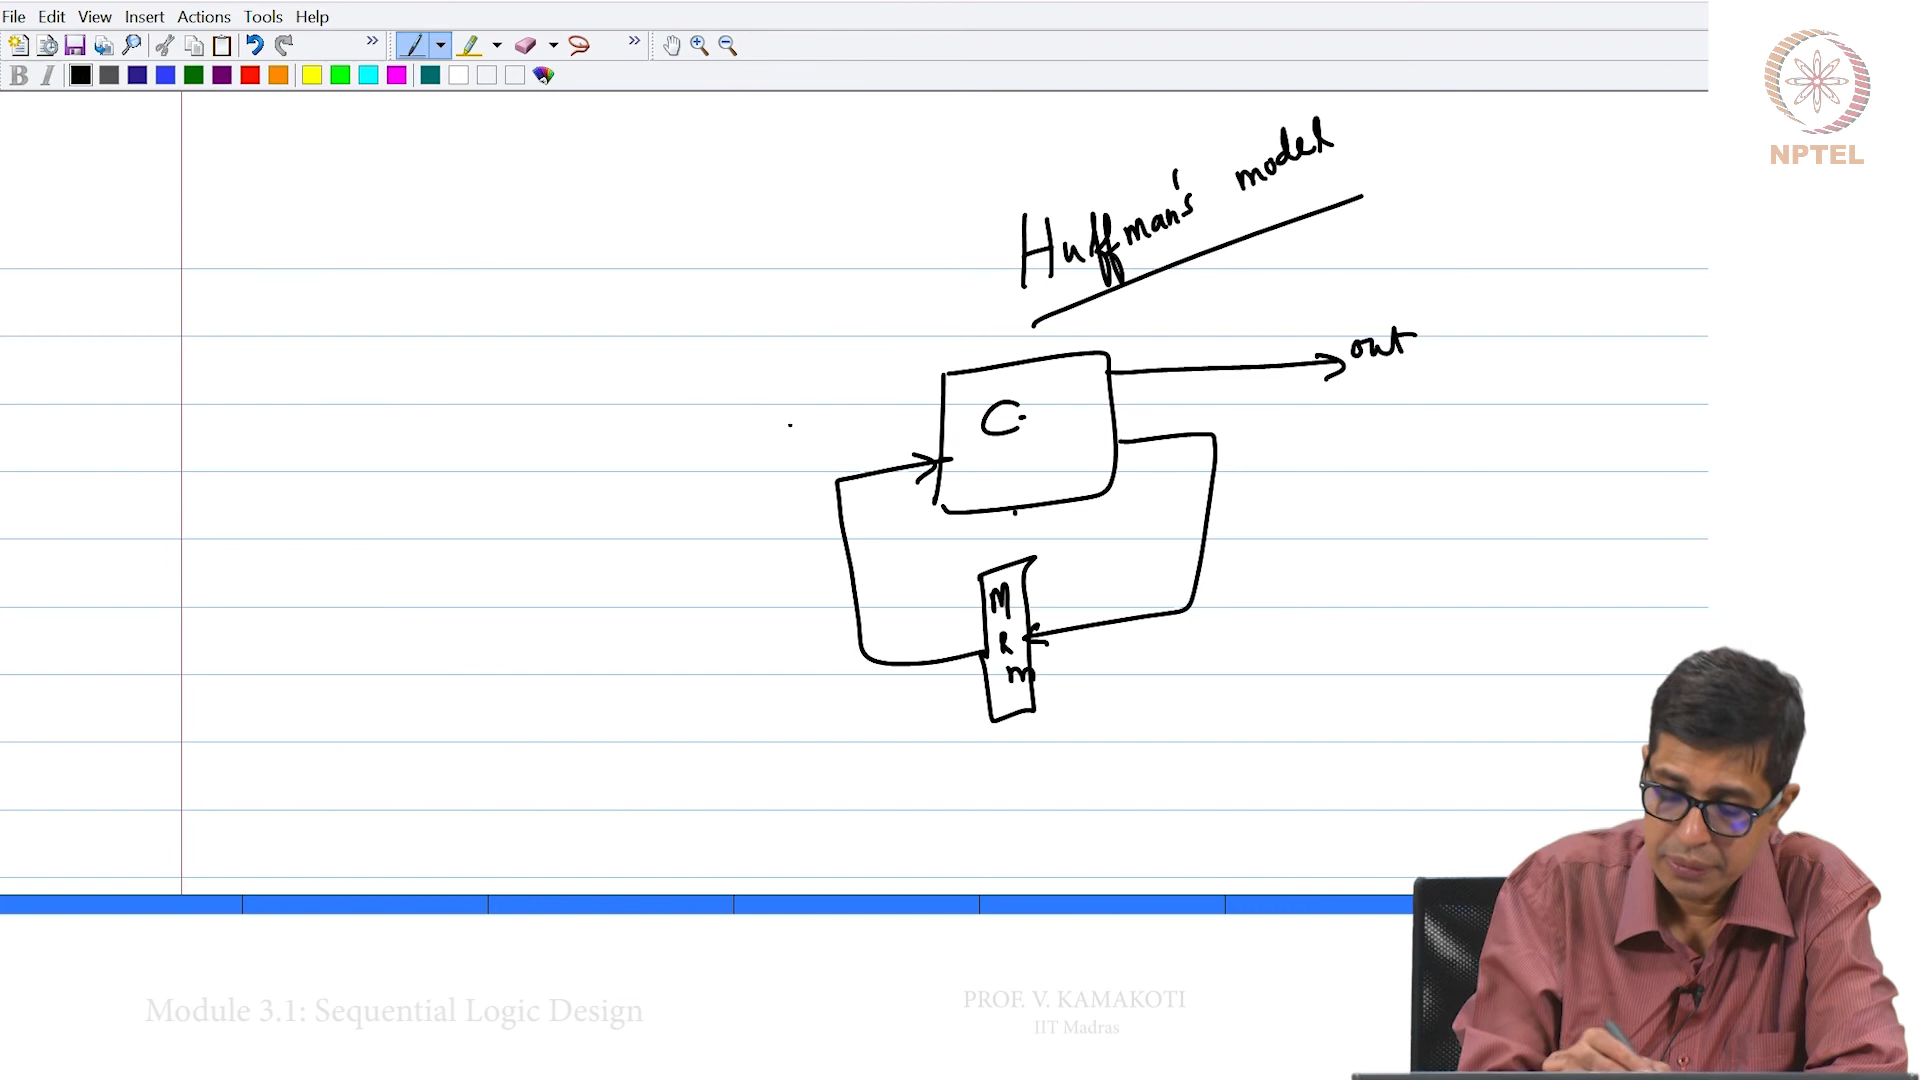 File Edit View Insert Actions Tools Help
NPTEL
Huffman's model
out
C
M
E
M
Module 3.1: Sequential Logic Design
PROF. V. KAMAKOTI
IIT Madras